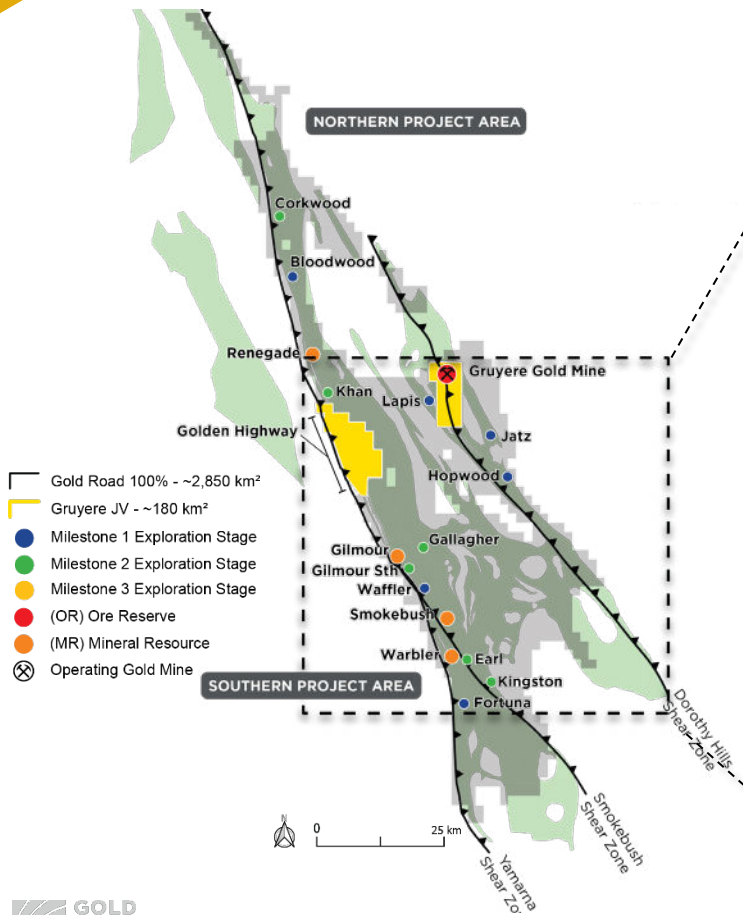 NORTHERN PROJECT AREA
Corkwood
Bloodwood
Renegade
Gruyere Gold Mine
Khan
Lapis
Golden Highway
Jatz
Hopwood
Gold Road 100% - ~2,850 km²
Gruyere JV - ~180 km²
Milestone 1 Exploration Stage
Milestone 2 Exploration Stage
Milestone 3 Exploration Stage
(OR) Ore Reserve
(MR) Mineral Resource
Operating Gold Mine
Gallagher
Gilmour
Gilmour Sth
Waffler
Smokebush
Warbler
Earl
Kingston
Fortuna
SOUTHERN PROJECT AREA
Dorothy Hills
Shear Zone
Smokebush
Shear Zone
Yamarna
Shear
N
0
25 km
GOLD